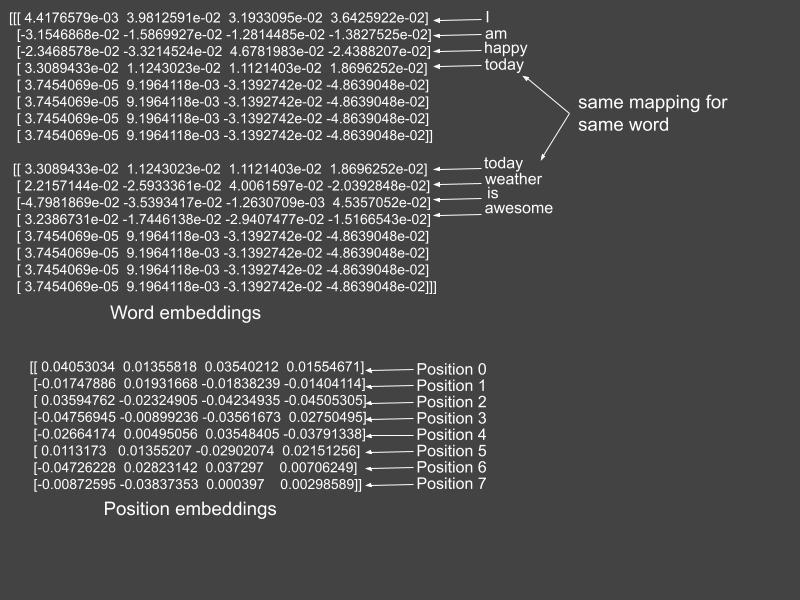 [[[ 4.4176579e-03 3.9812591e-02 3.1933095e-02 3.6425922e-02] I
[-3.1546868e-02 -1.5869927e-02 -1.2814485e-02 -1.3827525e-02] am
[-2.3468578e-02 -3.3214524e-02 4.6781983e-02 -2.4388207e-02] happy
[ 3.3089433e-02 1.1243023e-02 1.1121403e-02 1.8696252e-02] today
[ 3.7454069e-05 9.1964118e-03 -3.1392742e-02 -4.8639048e-02]
[ 3.7454069e-05 9.1964118e-03 -3.1392742e-02 -4.8639048e-02]
[ 3.7454069e-05 9.1964118e-03 -3.1392742e-02 -4.8639048e-02]
[ 3.7454069e-05 9.1964118e-03 -3.1392742e-02 -4.8639048e-02]]
same mapping for
same word
[[ 3.3089433e-02 1.1243023e-02 1.1121403e-02 1.8696252e-02] today
[ 2.2157144e-02 -2.5933361e-02 4.0061597e-02 -2.0392848e-02] weather
[-4.7981869e-02 -3.5393417e-02 -1.2630709e-03 4.5357052e-02] is
[ 3.2386731e-02 -1.7446138e-02 -2.9407477e-02 -1.5166543e-02] awesome
[ 3.7454069e-05 9.1964118e-03 -3.1392742e-02 -4.8639048e-02]
[ 3.7454069e-05 9.1964118e-03 -3.1392742e-02 -4.8639048e-02]
[ 3.7454069e-05 9.1964118e-03 -3.1392742e-02 -4.8639048e-02]
[ 3.7454069e-05 9.1964118e-03 -3.1392742e-02 -4.8639048e-02]]]
Word embeddings
[[ 0.04053034 0.01355818 0.03540212 0.01554671] Position 0
[-0.01747886 0.01931668 -0.01838239 -0.01404114] Position 1
[ 0.03594762 -0.02324905 -0.04234935 -0.04505305] Position 2
[-0.04756945 -0.00899236 -0.03561673 0.02750495] Position 3
[-0.02664174 0.00495056 0.03548405 -0.03791338] Position 4
[ 0.0113173 0.01355207 -0.02902074 0.02151256] Position 5
[-0.04726228 0.02823142 0.037297 0.00706249] Position 6
[-0.00872595 -0.03837353 0.000397 0.00298589]] Position 7
Position embeddings